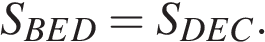 S_{BED} = S_{DEC}.